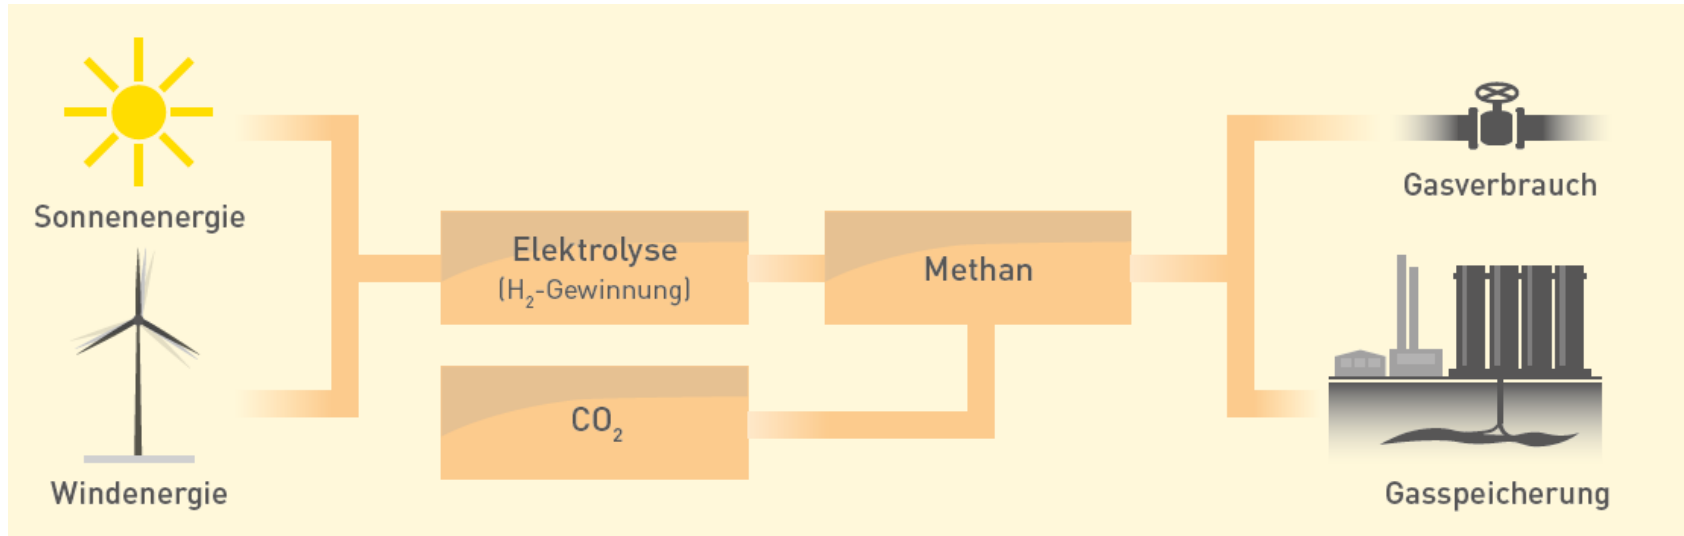 Sonnenenergie
Windenergie
Elektrolyse
(H₂-Gewinnung)
CO₂
Methan
Gasverbrauch
Gasspeicherung